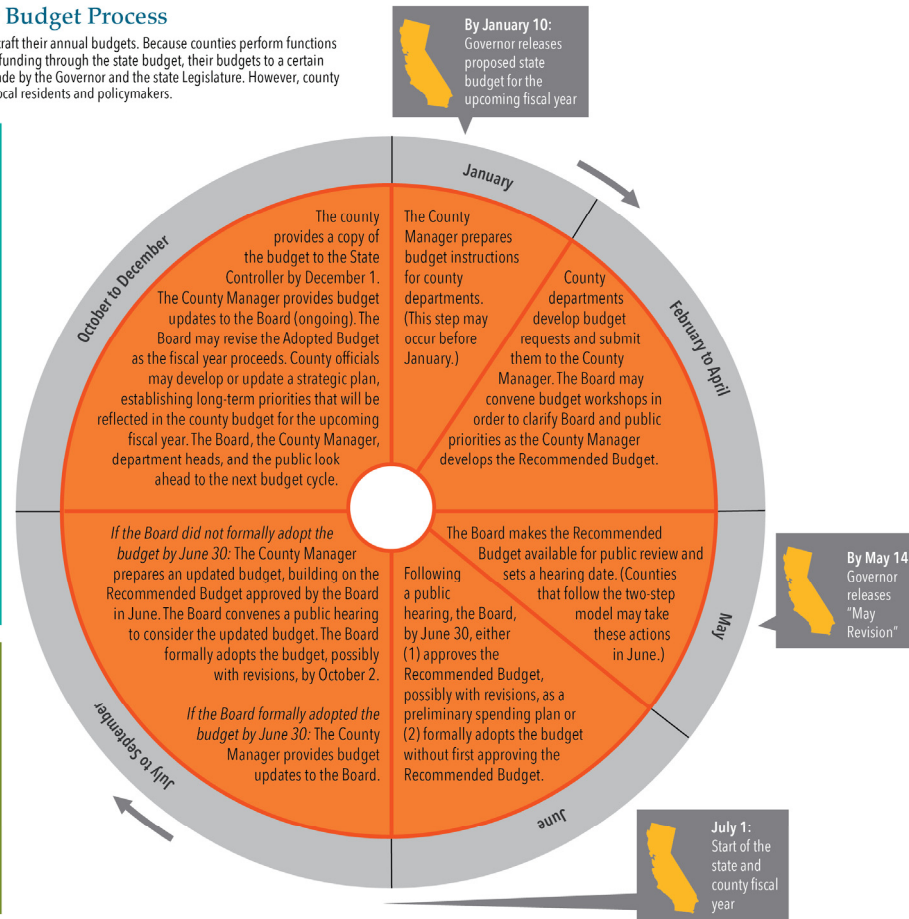 Budget Process
craft their annual budgets. Because counties perform functions
funding through the state budget, their budgets to a certain
made by the Governor and the state Legislature. However, county
local residents and policymakers.
By January 10:
Governor releases
proposed state
budget for the
upcoming fiscal year
January
The County
Manager prepares
budget instructions
for county
departments.
(This step may
occur before
January.)
February to April
County
departments
develop budget
requests and submit
them to the County
Manager. The Board may
convene budget workshops in
order to clarify Board and public
priorities as the County Manager
develops the Recommended Budget.
By May 14
Governor
releases
"May
Revision"
May
The Board makes the Recommended
Budget available for public review and
sets a hearing date. (Counties
that follow the two-step
model may take
these actions
in June.)
June
Following
a public
hearing, the Board,
by June 30, either
(1) approves the
Recommended Budget,
possibly with revisions, as a
preliminary spending plan or
(2) formally adopts the budget
without first approving the
Recommended Budget.
July 1:
Start of the
state and
county fiscal
year
July to September
If the Board did not formally adopt the
budget by June 30: The County Manager
prepares an updated budget, building on the
Recommended Budget approved by the Board
in June. The Board convenes a public hearing
to consider the updated budget. The Board
formally adopts the budget, possibly
with revisions, by October 2.
If the Board formally adopted the
budget by June 30: The County
Manager provides budget
updates to the Board.
October to December
The county
provides a copy of
the budget to the State
Controller by December 1.
The County Manager provides budget
updates to the Board (ongoing). The
Board may revise the Adopted Budget
as the fiscal year proceeds. County officials
may develop or update a strategic plan,
establishing long-term priorities that will be
reflected in the county budget for the upcoming
fiscal year. The Board, the County Manager,
department heads, and the public look
ahead to the next budget cycle.